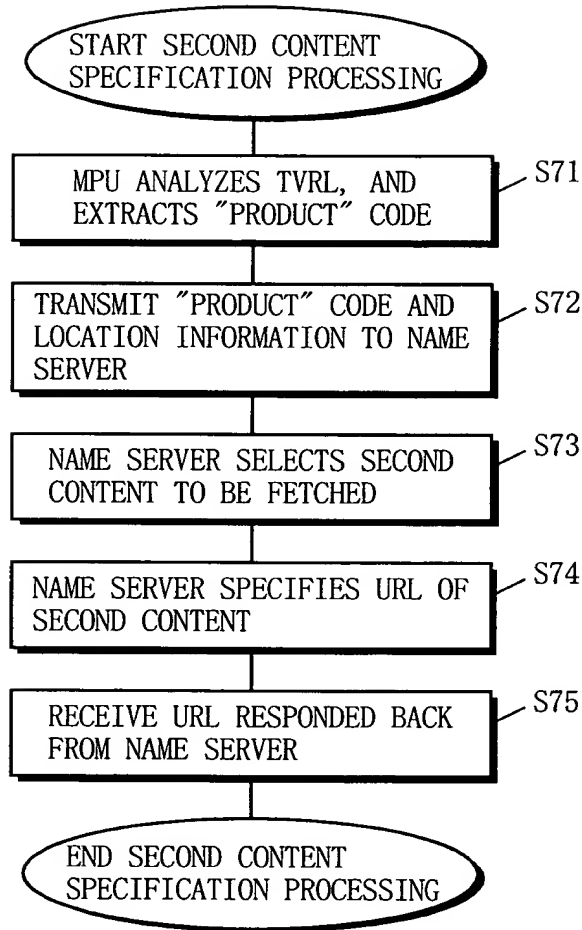 START SECOND CONTENT
SPECIFICATION PROCESSING
MPU ANALYZES TVRL, AND
EXTRACTS "PRODUCT" CODE
S71
TRANSMIT "PRODUCT" CODE AND
LOCATION INFORMATION TO NAME
SERVER
S72
NAME SERVER SELECTS SECOND
CONTENT TO BE FETCHED
S73
NAME SERVER SPECIFIES URL OF
SECOND CONTENT
S74
RECEIVE URL RESPONDED BACK
FROM NAME SERVER
S75
END SECOND CONTENT
SPECIFICATION PROCESSING